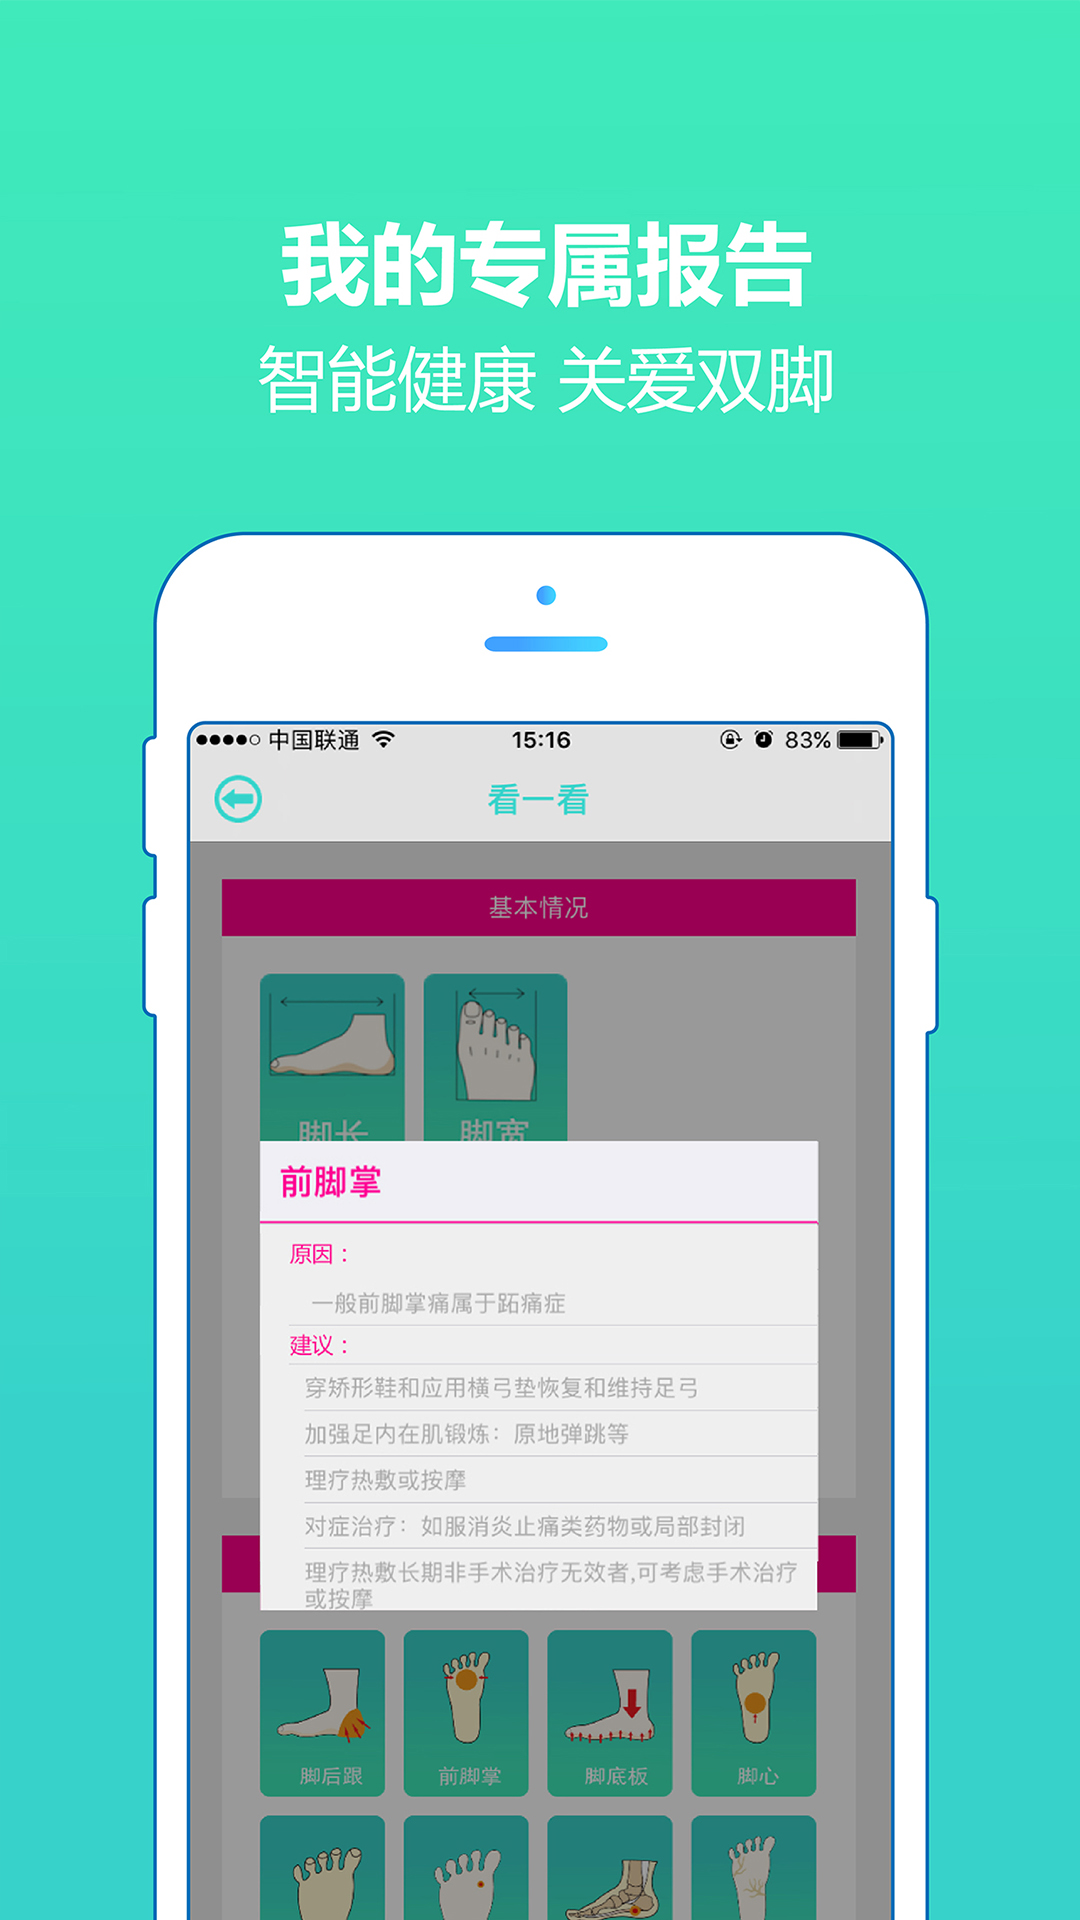 我的专属报告
智能健康 关爱双脚
中国联通 15:16 83%
看一看
基本情况
脚长 脚宽
前脚掌
原因：
一般前脚掌痛属于跖痛症
建议：
穿矫形鞋和应用横弓垫恢复和维持足弓
加强足内在肌锻炼：原地弹跳等
理疗热敷或按摩
对症治疗：如服消炎止痛类药物或局部封闭
理疗热敷长期非手术治疗无效者,可考虑手术治疗
或按摩
脚后跟 前脚掌 脚底板 脚心